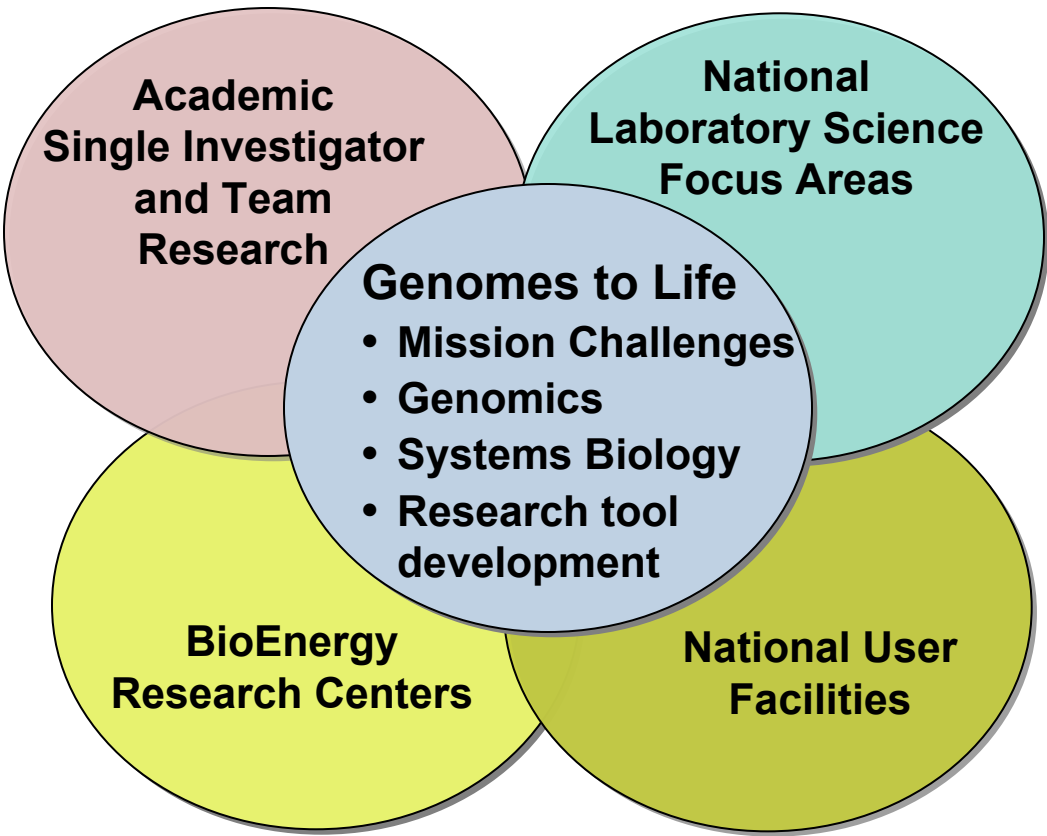 Academic
Single Investigator
and Team
Research
National
Laboratory Science
Focus Areas
Genomes to Life
• Mission Challenges
• Genomics
• Systems Biology
• Research tool
development
BioEnergy
Research Centers
National User
Facilities